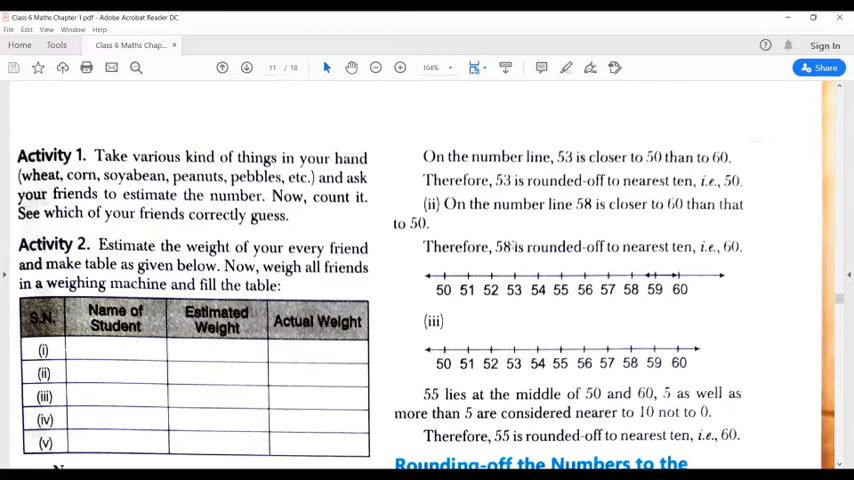 Class 6 Maths Chapter 1.pdf - Adobe Acrobat Reader DC
File Edit View Window Help
Home Tools Class 6 Maths Chap... × Sign In
11 / 18 164% Share
Activity 1. Take various kind of things in your hand
(wheat, corn, soyabean, peanuts, pebbles, etc.) and ask
your friends to estimate the number. Now, count it.
See which of your friends correctly guess.
Activity 2. Estimate the weight of your every friend
and make table as given below. Now, weigh all friends
in a weighing machine and fill the table:
S.N. Name of Student Estimated Weight Actual Weight
(i)
(ii)
(iii)
(iv)
(v)
On the number line, 53 is closer to 50 than to 60.
Therefore, 53 is rounded-off to nearest ten, i.e., 50.
(ii) On the number line 58 is closer to 60 than that
to 50.
Therefore, 58 is rounded-off to nearest ten, i.e., 60.
50 51 52 53 54 55 56 57 58 59 60
(iii)
50 51 52 53 54 55 56 57 58 59 60
55 lies at the middle of 50 and 60, 5 as well as
more than 5 are considered nearer to 10 not to 0.
Therefore, 55 is rounded-off to nearest ten, i.e., 60.
Rounding-off the Numbers to the